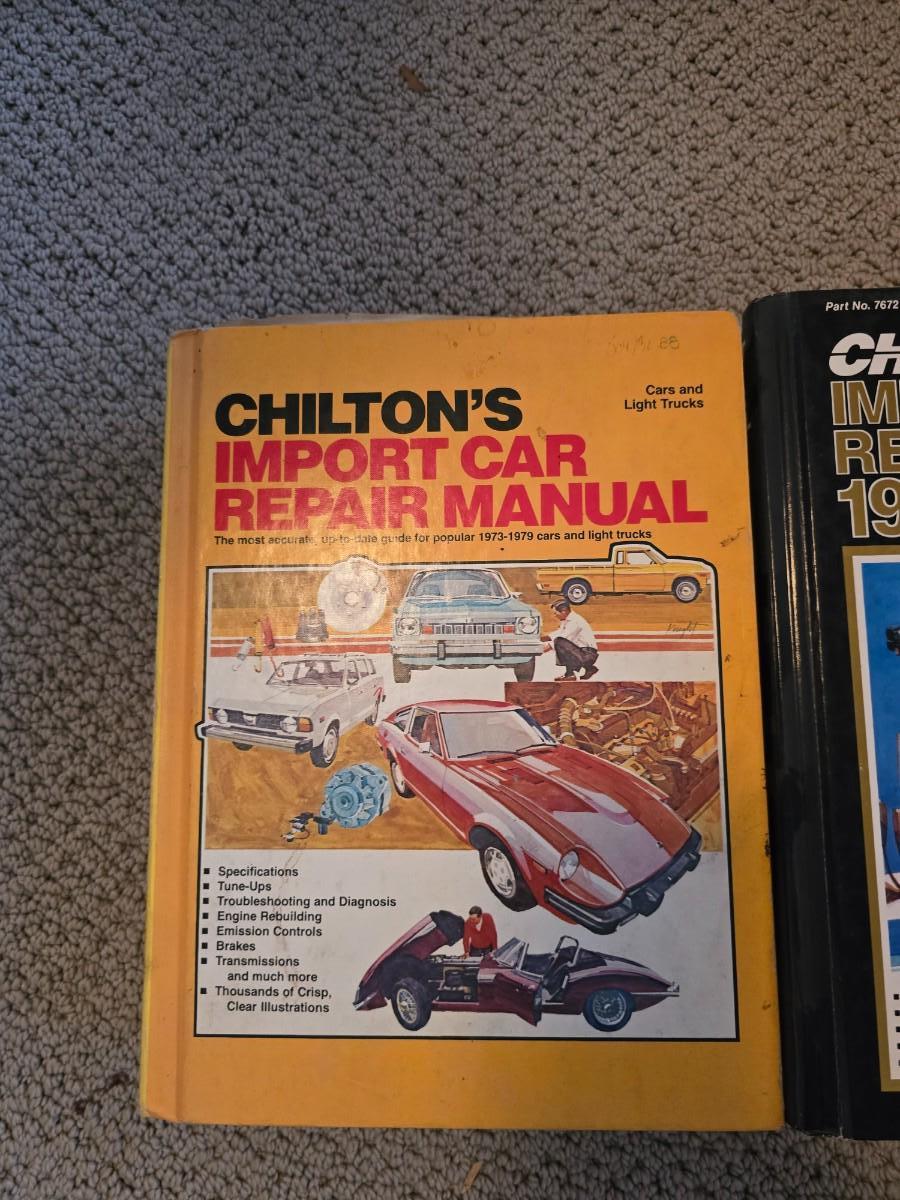 CHILTON'S
IMPORT CAR
REPAIR MANUAL
Cars and
Light Trucks
The most accurate, up-to-date guide for popular 1973-1979 cars and light trucks
Knight
■ Specifications
■ Tune-Ups
■ Troubleshooting and Diagnosis
■ Engine Rebuilding
■ Emission Controls
■ Brakes
■ Transmissions
and much more
■ Thousands of Crisp,
Clear Illustrations
88
Part No. 7672
CH
IM
RE
19